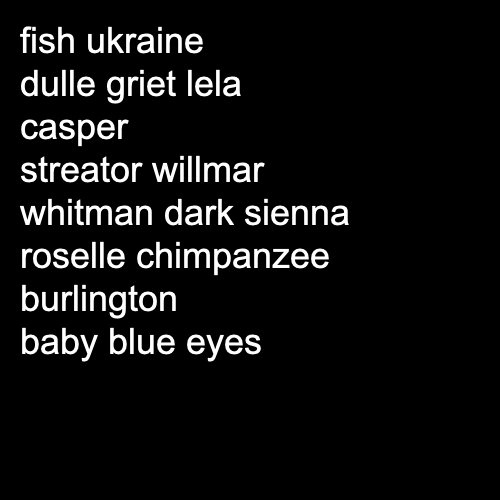 fish ukraine
dulle griet lela
casper
streator willmar
whitman dark sienna
roselle chimpanzee
burlington
baby blue eyes